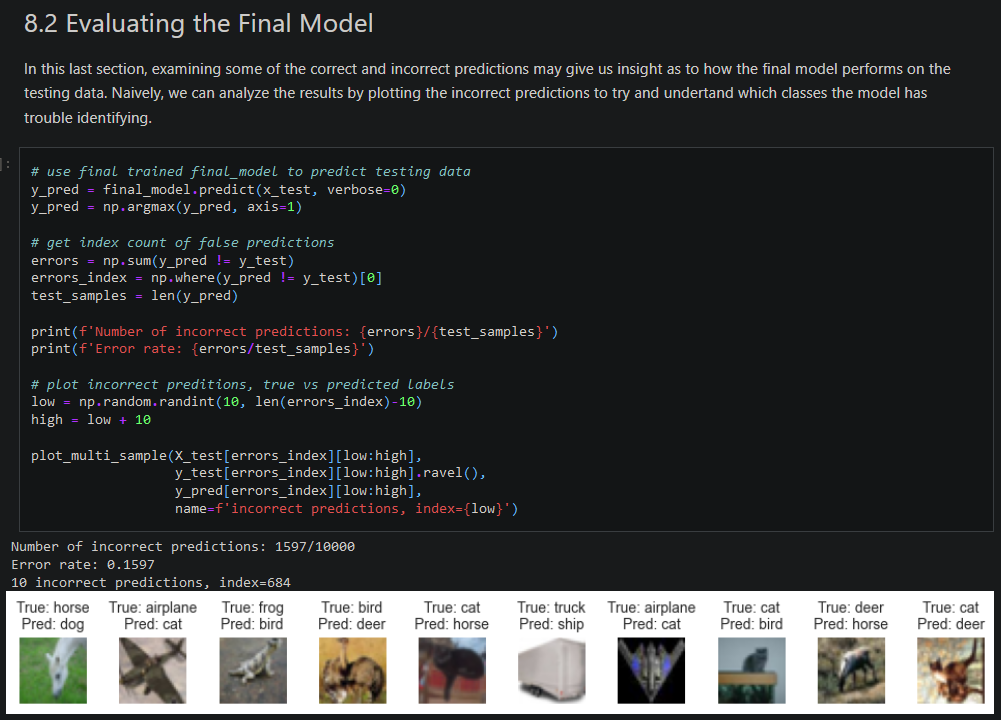 8.2 Evaluating the Final Model
In this last section, examining some of the correct and incorrect predictions may give us insight as to how the final model performs on the
testing data. Naively, we can analyze the results by plotting the incorrect predictions to try and undertand which classes the model has
trouble identifying.
]:
# use final trained final_model to predict testing data
y_pred = final_model.predict(x_test, verbose=0)
y_pred = np.argmax(y_pred, axis=1)
# get index count of false predictions
errors = np.sum(y_pred != y_test)
errors_index = np.where(y_pred != y_test)[0]
test_samples = len(y_pred)
print(f'Number of incorrect predictions: {errors}/{test_samples}')
print(f'Error rate: {errors/test_samples}')
# plot incorrect preditions, true vs predicted labels
low = np.random.randint(10, len(errors_index)-10)
high = low + 10
plot_multi_sample(X_test[errors_index][low:high],
y_test[errors_index][low:high].ravel(),
y_pred[errors_index][low:high],
name=f'incorrect predictions, index={low}')
Number of incorrect predictions: 1597/10000
Error rate: 0.1597
10 incorrect predictions, index=684
True: horse True: airplane True: frog True: bird True: cat True: truck True: airplane True: cat True: deer True: cat
Pred: dog Pred: cat Pred: bird Pred: deer Pred: horse Pred: ship Pred: cat Pred: bird Pred: horse Pred: deer